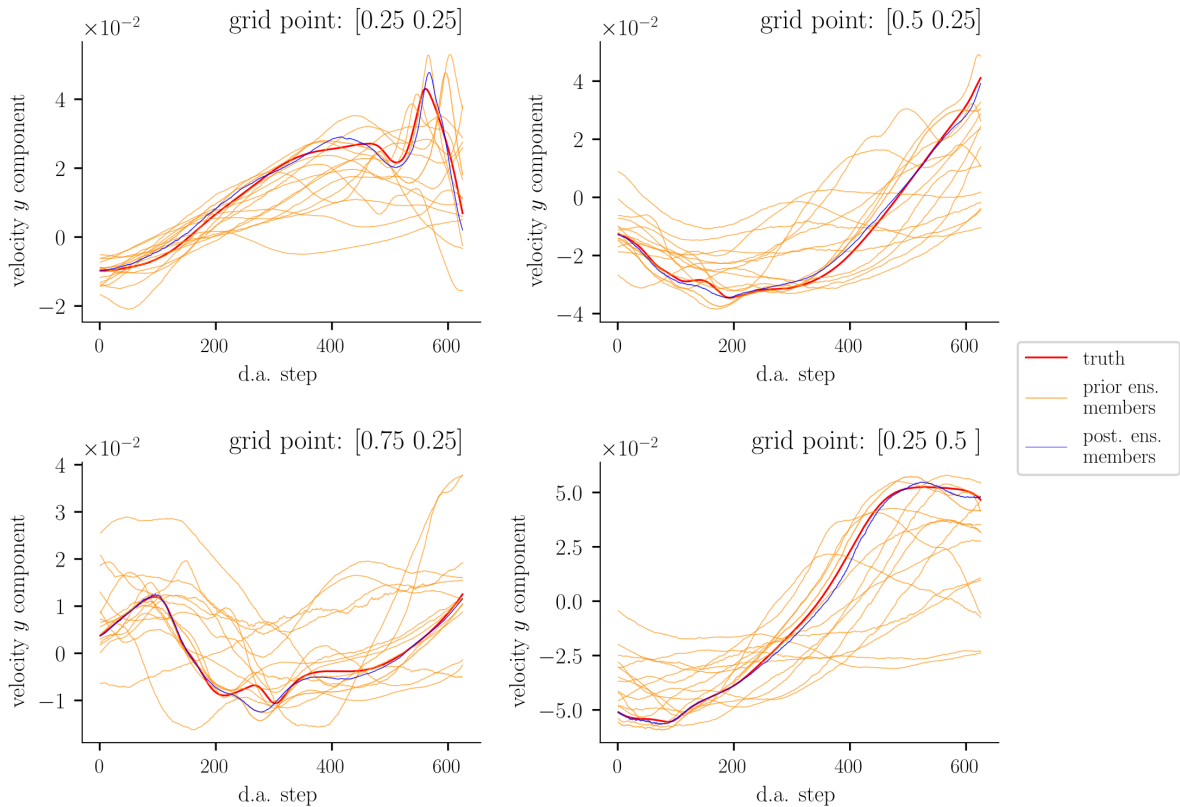 ×10⁻² grid point: [0.25 0.25]
velocity y component
4
2
0
−2
0 200 400 600
d.a. step
×10⁻² grid point: [0.5 0.25]
velocity y component
4
2
0
−2
−4
0 200 400 600
d.a. step
×10⁻² grid point: [0.75 0.25]
velocity y component
4
3
2
1
0
−1
0 200 400 600
d.a. step
×10⁻² grid point: [0.25 0.5 ]
velocity y component
5.0
2.5
0.0
−2.5
−5.0
0 200 400 600
d.a. step
truth
prior ens.
members
post. ens.
members